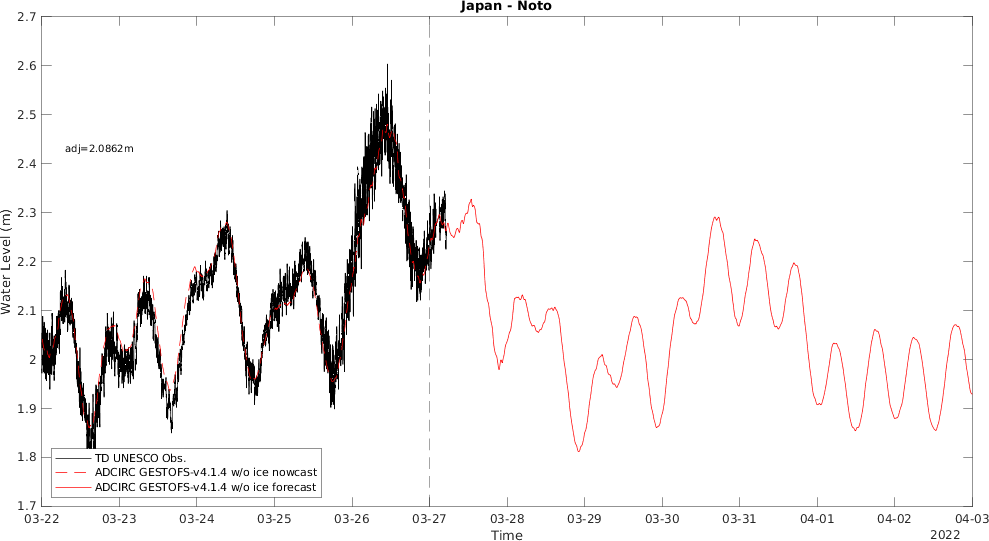 Japan - Noto
2.7
2.6
2.5
2.4
2.3
2.2
2.1
2
1.9
1.8
1.7
Water Level (m)
adj=2.0862m
TD UNESCO Obs.
ADCIRC GESTOFS-v4.1.4 w/o ice nowcast
ADCIRC GESTOFS-v4.1.4 w/o ice forecast
03-22 03-23 03-24 03-25 03-26 03-27 03-28 03-29 03-30 03-31 04-01 04-02 04-03
Time
2022